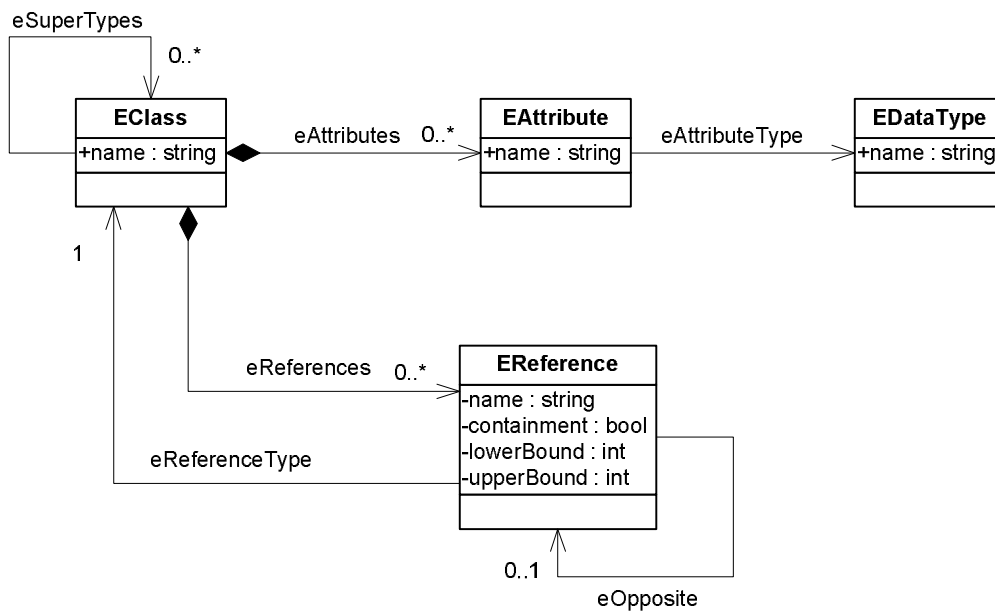 eSuperTypes
0..*
EClass
+name : string
eAttributes
0..*
EAttribute
+name : string
eAttributeType
EDataType
+name : string
1
eReferences
0..*
EReference
-name : string
-containment : bool
-lowerBound : int
-upperBound : int
eReferenceType
0..1
eOpposite